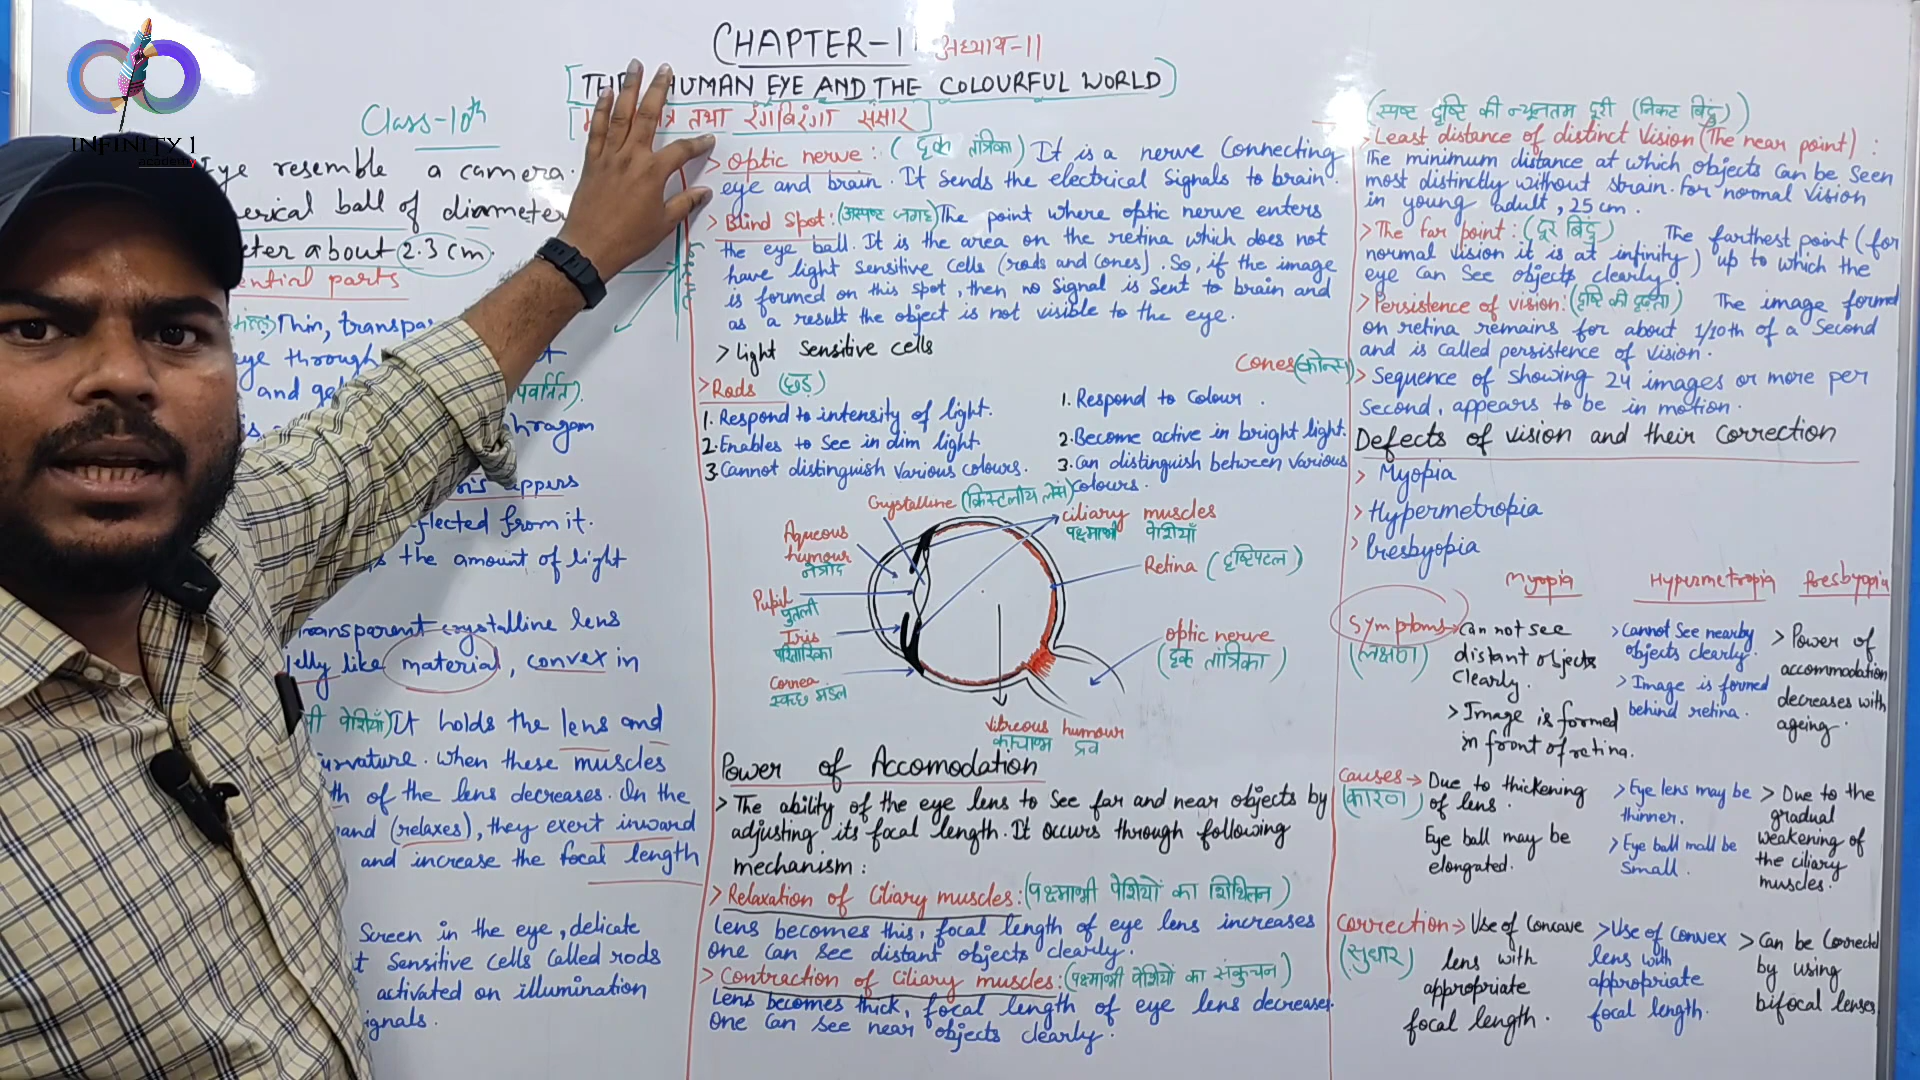 INFINITY 1
academy
CHAPTER-11 अध्याय-11
[THE HUMAN EYE AND THE COLOURFUL WORLD]
तथा रंगबिरंगा संसार]
Class-10th
Eye resemble a camera.
ball of diameter
about 2.3 cm.
parts
Thin,
eye through
and
is appers
reflected from it.
the amount of light
Transparent crystalline lens
jelly like material, convex in
पेशियाँ) It holds the lens and
curvature. When these muscles
of the lens decreases. On the
and (relaxes), they exert inward
and increase the focal length
Screen in the eye, delicate
Sensitive cells called rods
activated on illumination
signals.
> optic nerve: (दृक तंत्रिका) It is a nerve Connecting
eye and brain. It Sends the electrical Signals to brain.
> Blind Spot: (अस्पष्ट जगह) The point where optic nerve enters
the eye ball. It is the area on the retina which does not
have light Sensitive Cells (rods and Cones). So, if the image
is formed on this spot, then no Signal is Sent to brain and
as a result the object is not visible to the eye.
> Light Sensitive cells
> Rods (छड़)
1. Respond to intensity of light.
2. Enables to See in dim light.
3. Cannot distinguish Various Colours.
Cones (कोन्स)
1. Respond to Colour.
2. Become active in bright light.
3. Can distinguish between Various
Colours.
Crystalline (क्रिस्टलीय लेंस)
Aqueous
humour
Pupil
पुतली
Iris
परितारिका
Cornea
ciliary muscles
पक्ष्माभी पेशियाँ
Retina (दृष्टिपटल)
optic nerve
(दृक तांत्रिका)
vitreous humour
काचाभ द्रव
Power of Accomodation
> The ability of the eye lens to See far and near objects by
adjusting its focal length. It occurs through following
mechanism:
> Relaxation of Ciliary muscles: (पक्ष्माभी पेशियों का शिथिलन)
Lens becomes this, focal length of eye lens increases
one can see distant objects clearly.
> Contraction of Ciliary muscles: (पक्ष्माभी पेशियों का संकुचन)
Lens becomes thick, focal length of eye lens decreases.
one Can See near objects clearly.
(स्पष्ट दृष्टि की न्यूनतम दूरी (निकट बिंदु))
> Least distance of distinct Vision (The near point) :
The minimum distance at which objects Can be Seen
most distinctly without strain. For normal Vision
in young adult, 25 cm.
> The far point: (दूर बिंदु) The farthest point (for
normal vision it is at infinity) up to which the
eye can See objects clearly.
> Persistence of vision: The image formed
on retina remains for about 1/10th of a Second
and is called persistence of vision.
> Sequence of Showing 24 images or more per
Second, appears to be in motion.
Defects of vision and their Correction
> Myopia
> Hypermetropia
> Presbyopia
Myopia
Hypermetropia
Presbyopia
Symptoms
(लक्षण)
Can not see
distant objects
clearly.
> Image is formed
in front of retina.
> Cannot See nearby
objects clearly.
> Image is formed
behind retina.
> Power of
accommodation
decreases with
ageing.
Causes
(कारण)
Due to thickening
of lens.
Eye ball may be
elongated.
> Eye lens may be
thinner.
> Eye ball mall be
Small.
> Due to the
gradual
weakening of
the ciliary
muscles.
Correction
(सुधार)
Use of Concave
lens with
appropriate
focal length.
> Use of Convex
lens with
appropriate
focal length.
> Can be Corrected
by using
bifocal lenses